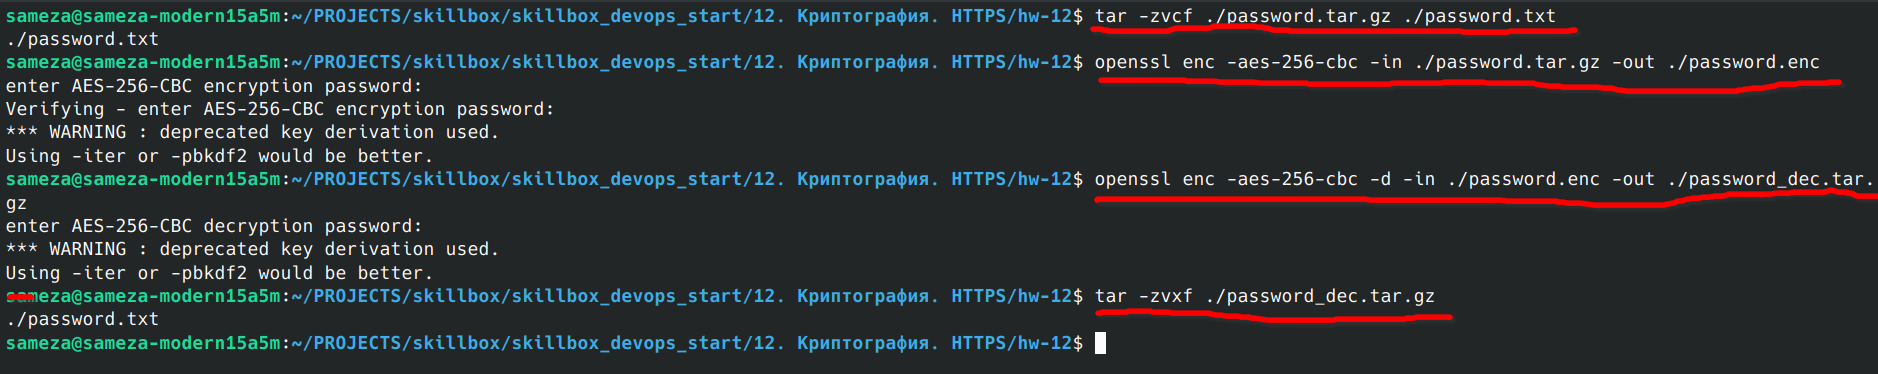 sameza@sameza-modern15a5m:~/PROJECTS/skillbox/skillbox_devops_start/12. Криптография. HTTPS/hw-12$ tar -zvcf ./password.tar.gz ./password.txt
./password.txt
sameza@sameza-modern15a5m:~/PROJECTS/skillbox/skillbox_devops_start/12. Криптография. HTTPS/hw-12$ openssl enc -aes-256-cbc -in ./password.tar.gz -out ./password.enc
enter AES-256-CBC encryption password:
Verifying - enter AES-256-CBC encryption password:
*** WARNING : deprecated key derivation used.
Using -iter or -pbkdf2 would be better.
sameza@sameza-modern15a5m:~/PROJECTS/skillbox/skillbox_devops_start/12. Криптография. HTTPS/hw-12$ openssl enc -aes-256-cbc -d -in ./password.enc -out ./password_dec.tar.
gz
enter AES-256-CBC decryption password:
*** WARNING : deprecated key derivation used.
Using -iter or -pbkdf2 would be better.
sameza@sameza-modern15a5m:~/PROJECTS/skillbox/skillbox_devops_start/12. Криптография. HTTPS/hw-12$ tar -zvxf ./password_dec.tar.gz
./password.txt
sameza@sameza-modern15a5m:~/PROJECTS/skillbox/skillbox_devops_start/12. Криптография. HTTPS/hw-12$